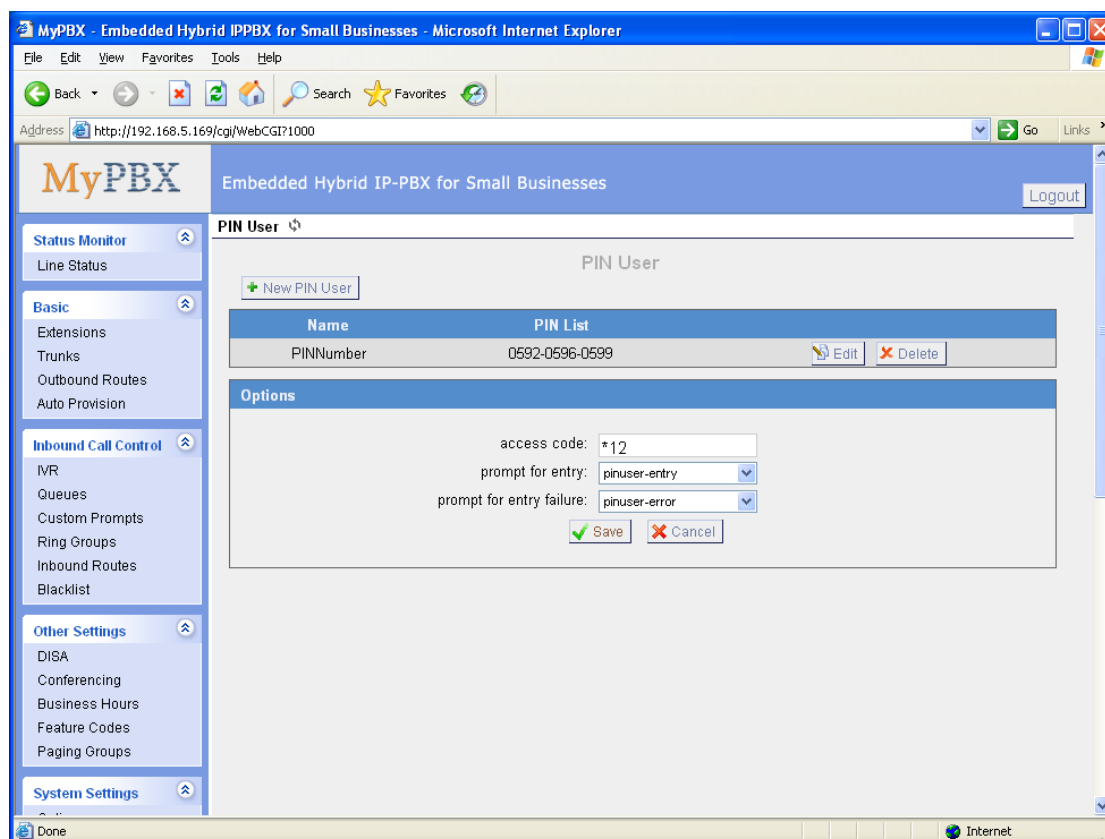 MyPBX - Embedded Hybrid IPPBX for Small Businesses - Microsoft Internet Explorer
File Edit View Favorites Tools Help
Back Search Favorites
Address http://192.168.5.169/cgi/WebCGI?1000 Go Links »
MyPBX
Embedded Hybrid IP-PBX for Small Businesses
Logout
Status Monitor
Line Status
Basic
Extensions
Trunks
Outbound Routes
Auto Provision
Inbound Call Control
IVR
Queues
Custom Prompts
Ring Groups
Inbound Routes
Blacklist
Other Settings
DISA
Conferencing
Business Hours
Feature Codes
Paging Groups
System Settings
PIN User
PIN User
New PIN User
Name PIN List
PINNumber 0592-0596-0599 Edit Delete
Options
access code: *12
prompt for entry: pinuser-entry
prompt for entry failure: pinuser-error
Save Cancel
Done Internet